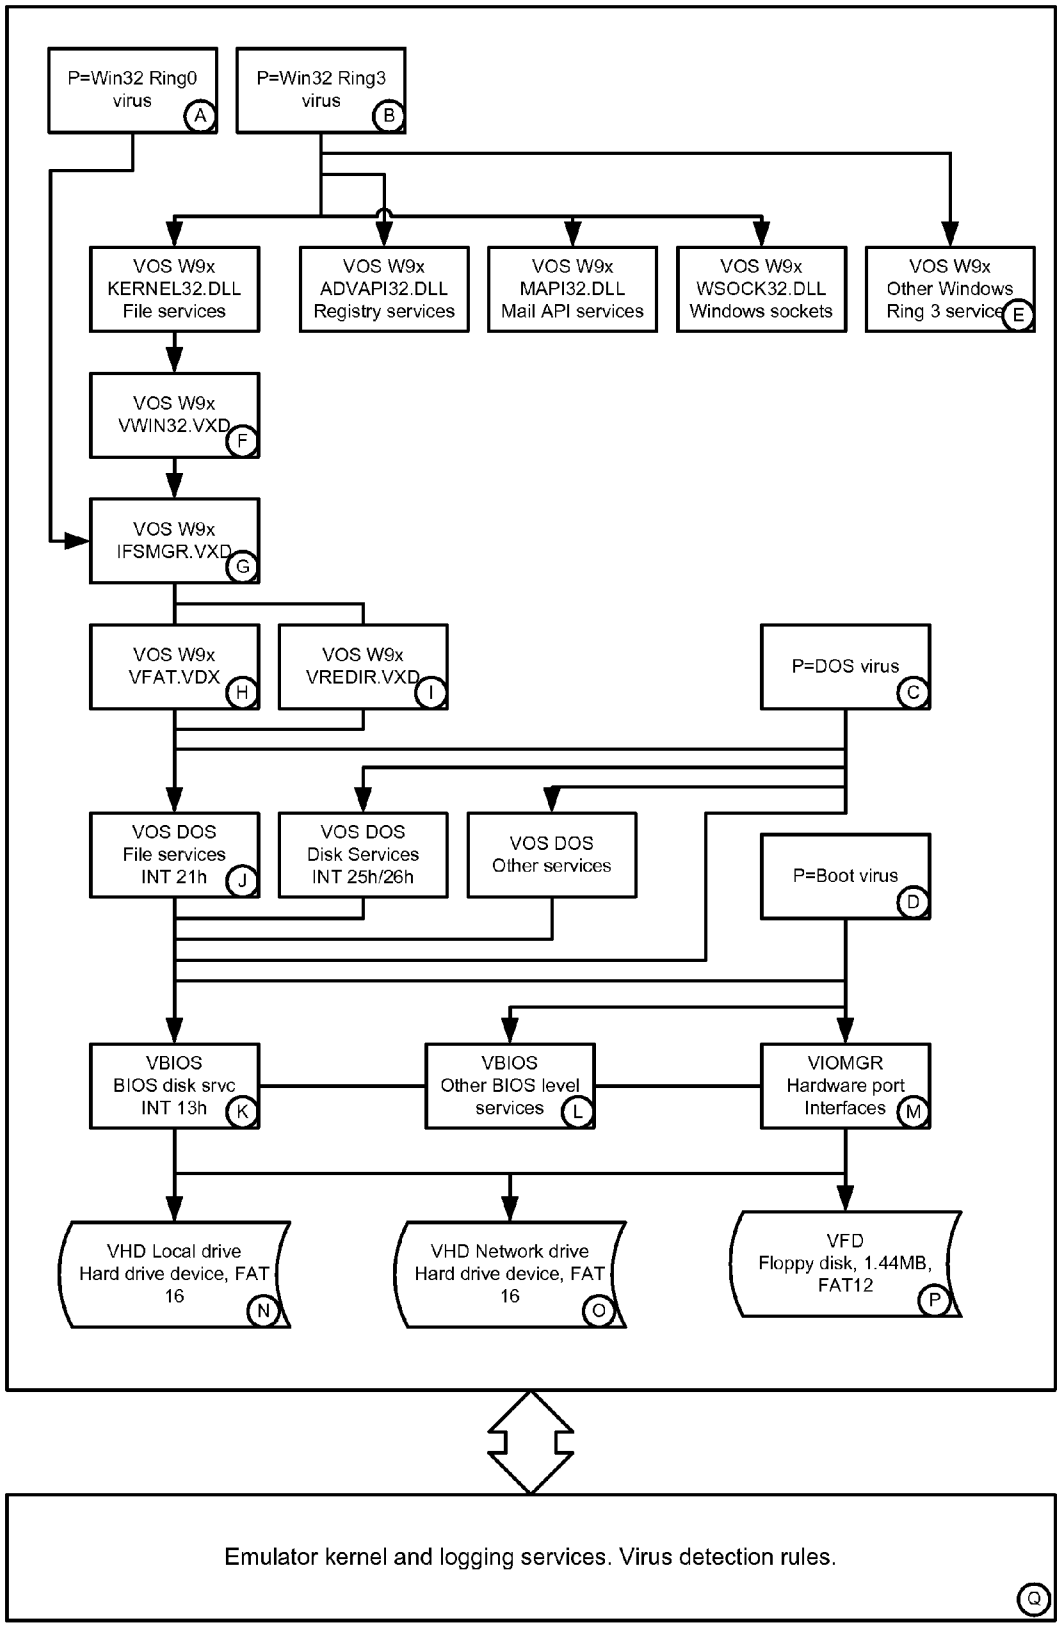 P=Win32 Ring0
virus
A
P=Win32 Ring3
virus
B
VOS W9x
KERNEL32.DLL
File services
VOS W9x
ADVAPI32.DLL
Registry services
VOS W9x
MAPI32.DLL
Mail API services
VOS W9x
WSOCK32.DLL
Windows sockets
VOS W9x
Other Windows
Ring 3 service
E
VOS W9x
VWIN32.VXD
F
VOS W9x
IFSMGR.VXD
G
VOS W9x
VFAT.VDX
H
VOS W9x
VREDIR.VXD
I
P=DOS virus
C
VOS DOS
File services
INT 21h
J
VOS DOS
Disk Services
INT 25h/26h
VOS DOS
Other services
P=Boot virus
D
VBIOS
BIOS disk srvc
INT 13h
K
VBIOS
Other BIOS level
services
L
VIOMGR
Hardware port
Interfaces
M
VHD Local drive
Hard drive device, FAT
16
N
VHD Network drive
Hard drive device, FAT
16
O
VFD
Floppy disk, 1.44MB,
FAT12
P
Emulator kernel and logging services. Virus detection rules.
Q